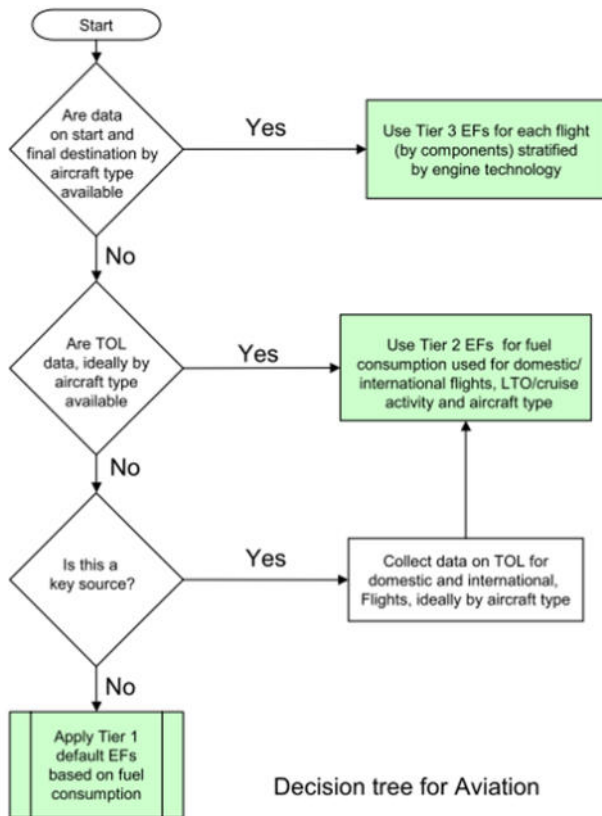 Start
Are data
on start and
final destination by
aircraft type
available
Yes
Use Tier 3 EFs for each flight
(by components) stratified
by engine technology
No
Are TOL
data, ideally by
aircraft type
available
Yes
Use Tier 2 EFs for fuel
consumption used for domestic/
international flights, LTO/cruise
activity and aircraft type
No
Is this a
key source?
Yes
Collect data on TOL for
domestic and international,
Flights, ideally by aircraft type
No
Apply Tier 1
default EFs
based on fuel
consumption
Decision tree for Aviation